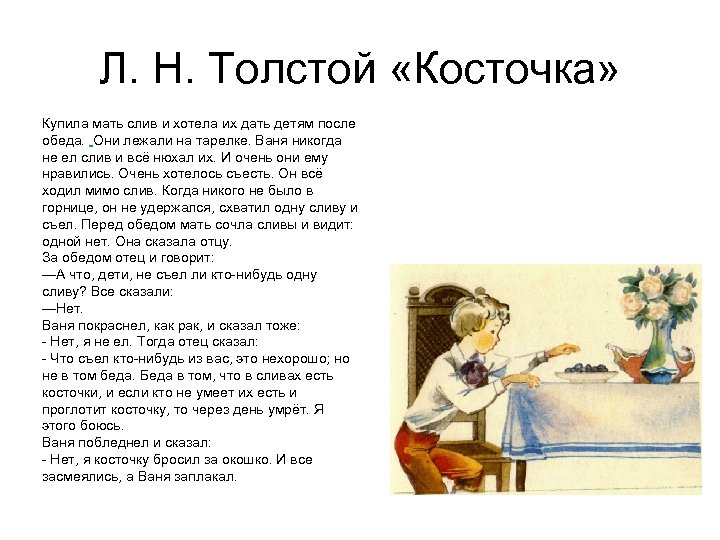 Л. Н. Толстой «Косточка»
Купила мать слив и хотела их дать детям после
обеда. Они лежали на тарелке. Ваня никогда
не ел слив и всё нюхал их. И очень они ему
нравились. Очень хотелось съесть. Он всё
ходил мимо слив. Когда никого не было в
горнице, он не удержался, схватил одну сливу и
съел. Перед обедом мать сочла сливы и видит:
одной нет. Она сказала отцу.
За обедом отец и говорит:
—А что, дети, не съел ли кто-нибудь одну
сливу? Все сказали:
—Нет.
Ваня покраснел, как рак, и сказал тоже:
- Нет, я не ел. Тогда отец сказал:
- Что съел кто-нибудь из вас, это нехорошо; но
не в том беда. Беда в том, что в сливах есть
косточки, и если кто не умеет их есть и
проглотит косточку, то через день умрёт. Я
этого боюсь.
Ваня побледнел и сказал:
- Нет, я косточку бросил за окошко. И все
засмеялись, а Ваня заплакал.